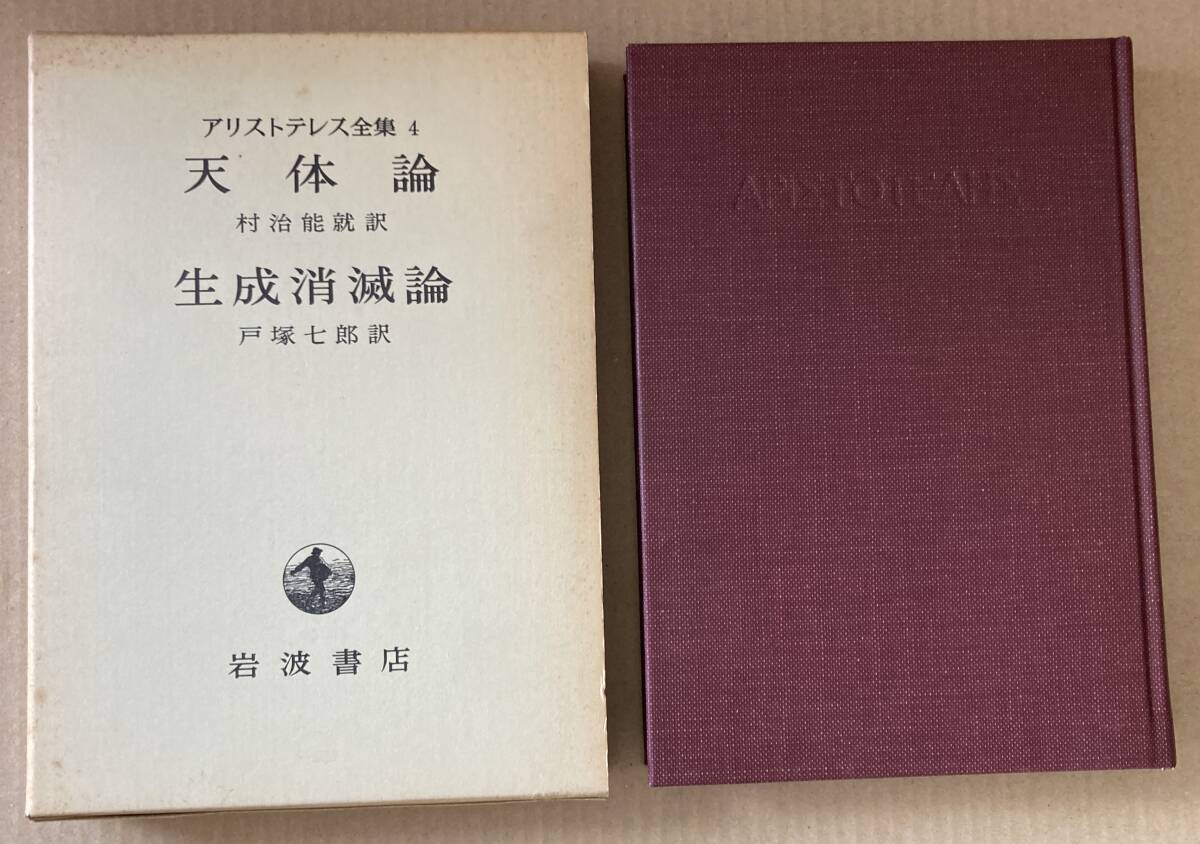 アリストテレス全集 4
天体論
村治能就訳
生成消滅論
戸塚七郎訳
岩波書店